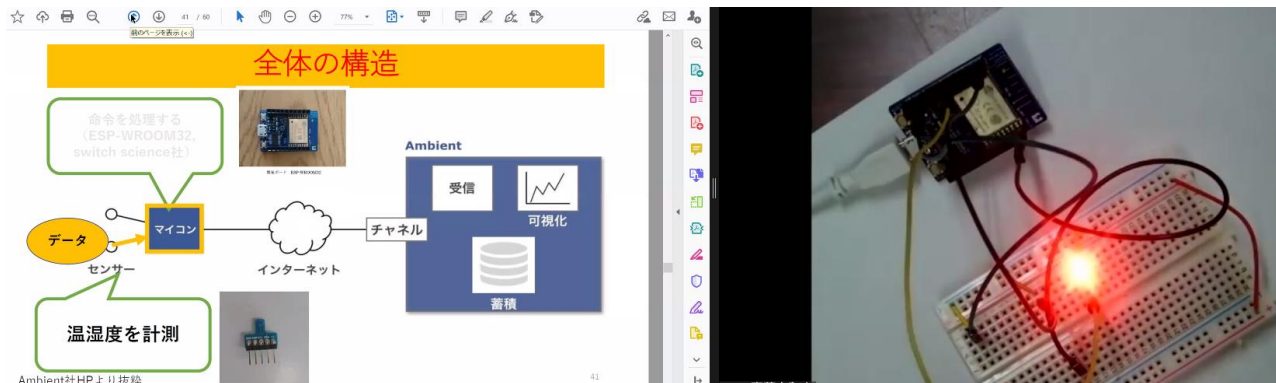 41 / 60
77%
前のページを表示 (←)
全体の構造
命令を処理する
（ESP-WROOM32,
switch science社）
Ambient
受信
可視化
チャネル
蓄積
データ
マイコン
センサー
インターネット
温湿度を計測
Ambient社HPより抜粋
41